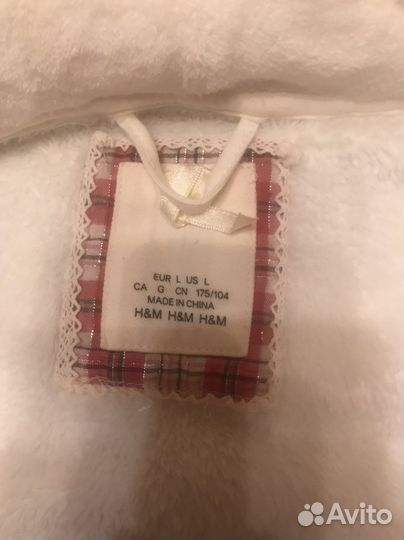 EUR L US L
CA G CN 175/104
MADE IN CHINA
H&M H&M H&M
Avito